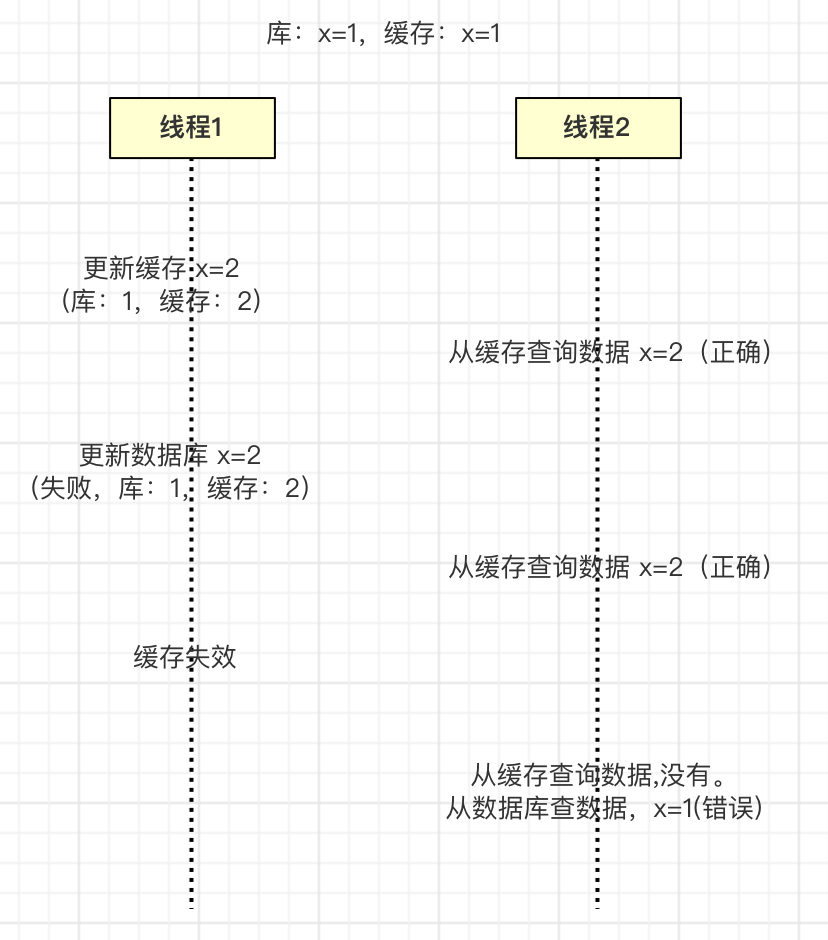 库：x=1，缓存：x=1
线程1
线程2
更新缓存 x=2
（库：1，缓存：2）
从缓存查询数据 x=2（正确）
更新数据库 x=2
（失败，库：1，缓存：2）
从缓存查询数据 x=2（正确）
缓存失效
从缓存查询数据,没有。
从数据库查数据，x=1(错误）